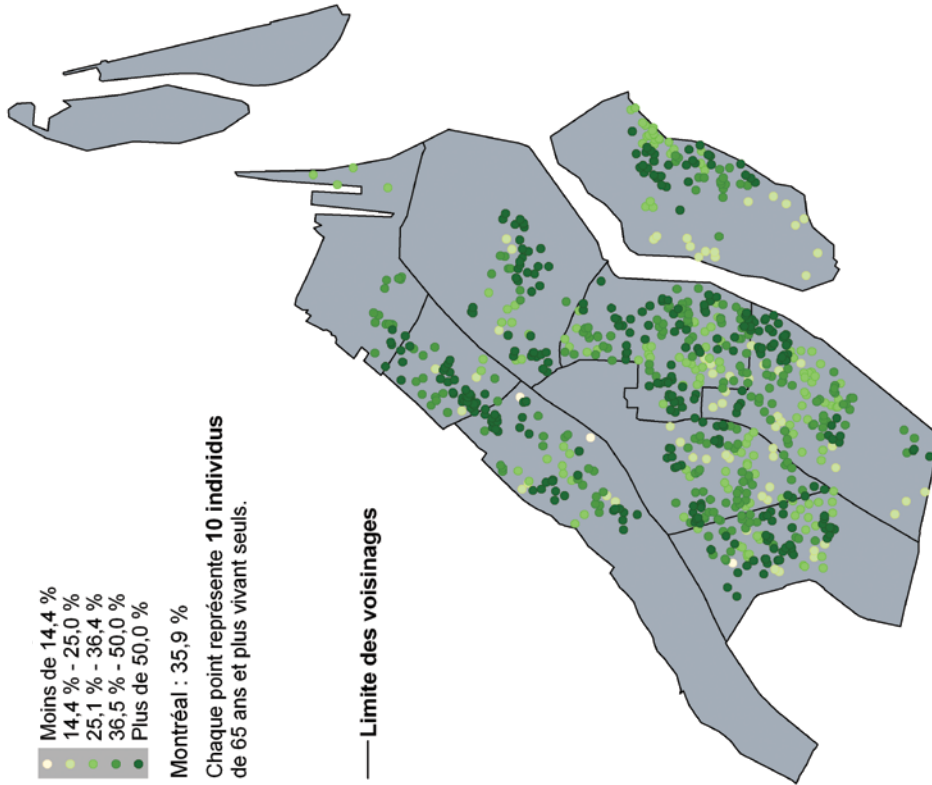 Moins de 14,4 %
14,4 % - 25,0 %
25,1 % - 36,4 %
36,5 % - 50,0 %
Plus de 50,0 %
Montréal : 35,9 %
Chaque point représente 10 individus
de 65 ans et plus vivant seuls.
Limite des voisinages